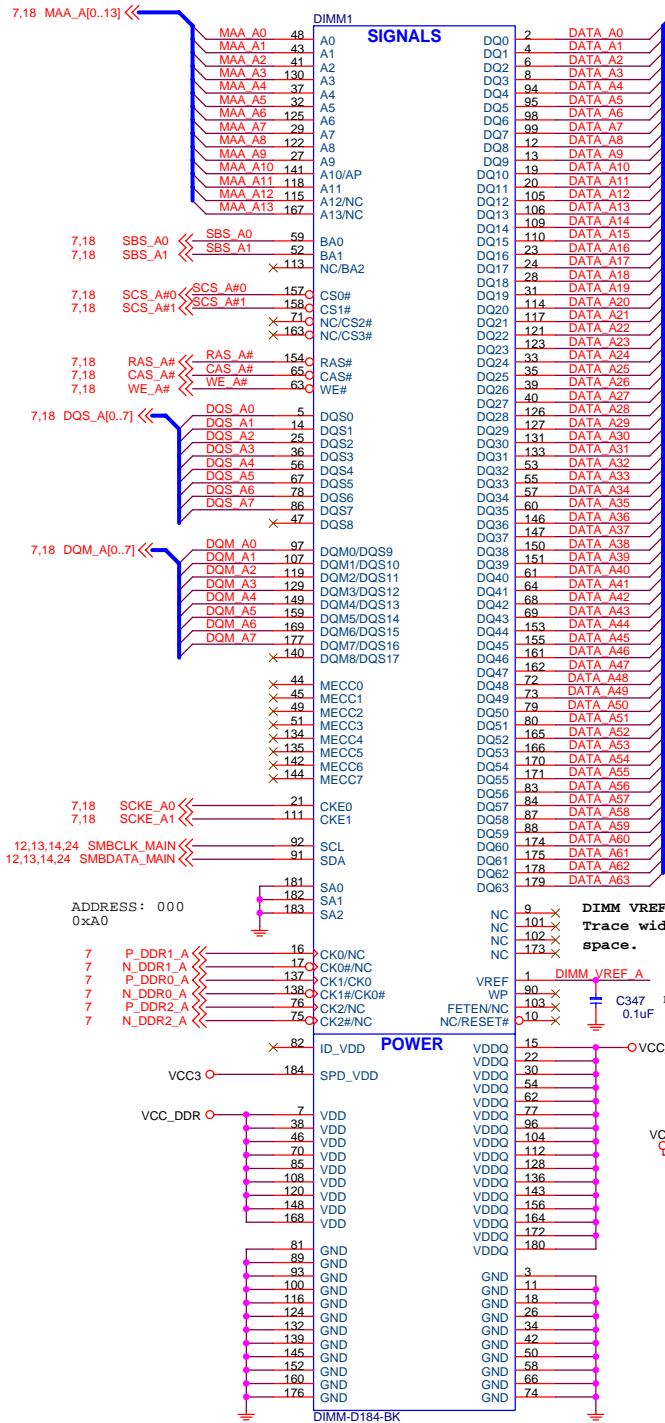 7,18 MAA_A[0..13]
DIMM1
SIGNALS
MAA_A0 48 A0
MAA_A1 43 A1
MAA_A2 41 A2
MAA_A3 130 A3
MAA_A4 37 A4
MAA_A5 32 A5
MAA_A6 125 A6
MAA_A7 29 A7
MAA_A8 122 A8
MAA_A9 27 A9
MAA_A10 141 A10/AP
MAA_A11 118 A11
MAA_A12 115 A12/NC
MAA_A13 167 A13/NC
7,18 SBS_A0 SBS_A0 59 BA0
7,18 SBS_A1 SBS_A1 52 BA1
113 NC/BA2
7,18 SCS_A#0 SCS_A#0 157 CS0#
7,18 SCS_A#1 SCS_A#1 158 CS1#
71 NC/CS2#
163 NC/CS3#
7,18 RAS_A# RAS_A# 154 RAS#
7,18 CAS_A# CAS_A# 65 CAS#
7,18 WE_A# WE_A# 63 WE#
7,18 DQS_A[0..7]
DQS_A0 5 DQS0
DQS_A1 14 DQS1
DQS_A2 25 DQS2
DQS_A3 36 DQS3
DQS_A4 56 DQS4
DQS_A5 67 DQS5
DQS_A6 78 DQS6
DQS_A7 86 DQS7
47 DQS8
7,18 DQM_A[0..7]
DQM_A0 97 DQM0/DQS9
DQM_A1 107 DQM1/DQS10
DQM_A2 119 DQM2/DQS11
DQM_A3 129 DQM3/DQS12
DQM_A4 149 DQM4/DQS13
DQM_A5 159 DQM5/DQS14
DQM_A6 169 DQM6/DQS15
DQM_A7 177 DQM7/DQS16
140 DQM8/DQS17
44 MECC0
45 MECC1
49 MECC2
51 MECC3
134 MECC4
135 MECC5
142 MECC6
144 MECC7
7,18 SCKE_A0 21 CKE0
7,18 SCKE_A1 111 CKE1
12,13,14,24 SMBCLK_MAIN 92 SCL
12,13,14,24 SMBDATA_MAIN 91 SDA
181 SA0
182 SA1
183 SA2
ADDRESS: 000
0xA0
7 P_DDR1_A 16 CK0/NC
7 N_DDR1_A 17 CK0#/NC
7 P_DDR0_A 137 CK1/CK0
7 N_DDR0_A 138 CK1#/CK0#
7 P_DDR2_A 76 CK2/NC
7 N_DDR2_A 75 CK2#/NC
DQ0 2 DATA_A0
DQ1 4 DATA_A1
DQ2 6 DATA_A2
DQ3 8 DATA_A3
DQ4 94 DATA_A4
DQ5 95 DATA_A5
DQ6 98 DATA_A6
DQ7 99 DATA_A7
DQ8 12 DATA_A8
DQ9 13 DATA_A9
DQ10 19 DATA_A10
DQ11 20 DATA_A11
DQ12 105 DATA_A12
DQ13 106 DATA_A13
DQ14 109 DATA_A14
DQ15 110 DATA_A15
DQ16 23 DATA_A16
DQ17 24 DATA_A17
DQ18 28 DATA_A18
DQ19 31 DATA_A19
DQ20 114 DATA_A20
DQ21 117 DATA_A21
DQ22 121 DATA_A22
DQ23 123 DATA_A23
DQ24 33 DATA_A24
DQ25 35 DATA_A25
DQ26 39 DATA_A26
DQ27 40 DATA_A27
DQ28 126 DATA_A28
DQ29 127 DATA_A29
DQ30 131 DATA_A30
DQ31 133 DATA_A31
DQ32 53 DATA_A32
DQ33 55 DATA_A33
DQ34 57 DATA_A34
DQ35 60 DATA_A35
DQ36 146 DATA_A36
DQ37 147 DATA_A37
DQ38 150 DATA_A38
DQ39 151 DATA_A39
DQ40 61 DATA_A40
DQ41 64 DATA_A41
DQ42 68 DATA_A42
DQ43 69 DATA_A43
DQ44 153 DATA_A44
DQ45 155 DATA_A45
DQ46 161 DATA_A46
DQ47 162 DATA_A47
DQ48 72 DATA_A48
DQ49 73 DATA_A49
DQ50 79 DATA_A50
DQ51 80 DATA_A51
DQ52 165 DATA_A52
DQ53 166 DATA_A53
DQ54 170 DATA_A54
DQ55 171 DATA_A55
DQ56 83 DATA_A56
DQ57 84 DATA_A57
DQ58 87 DATA_A58
DQ59 88 DATA_A59
DQ60 174 DATA_A60
DQ61 175 DATA_A61
DQ62 178 DATA_A62
DQ63 179 DATA_A63
NC 9
NC 101
NC 102
NC 173
DIMM VREF
Trace wid
space.
VREF 1 DIMM_VREF_A
WP 90
FETEN/NC 103
NC/RESET# 10
C347
0.1uF
POWER
82 ID_VDD
VCC3 184 SPD_VDD
VCC_DDR 7 VDD
38 VDD
46 VDD
70 VDD
85 VDD
108 VDD
120 VDD
148 VDD
168 VDD
81 GND
89 GND
93 GND
100 GND
116 GND
124 GND
132 GND
139 GND
145 GND
152 GND
160 GND
176 GND
VDDQ 15 VCC
VDDQ 22
VDDQ 30
VDDQ 54
VDDQ 62
VDDQ 77
VDDQ 96
VDDQ 104
VDDQ 112
VDDQ 128
VDDQ 136
VDDQ 143
VDDQ 156
VDDQ 164
VDDQ 172
VDDQ 180
VC
GND 3
GND 11
GND 18
GND 26
GND 34
GND 42
GND 50
GND 58
GND 66
GND 74
DIMM-D184-BK